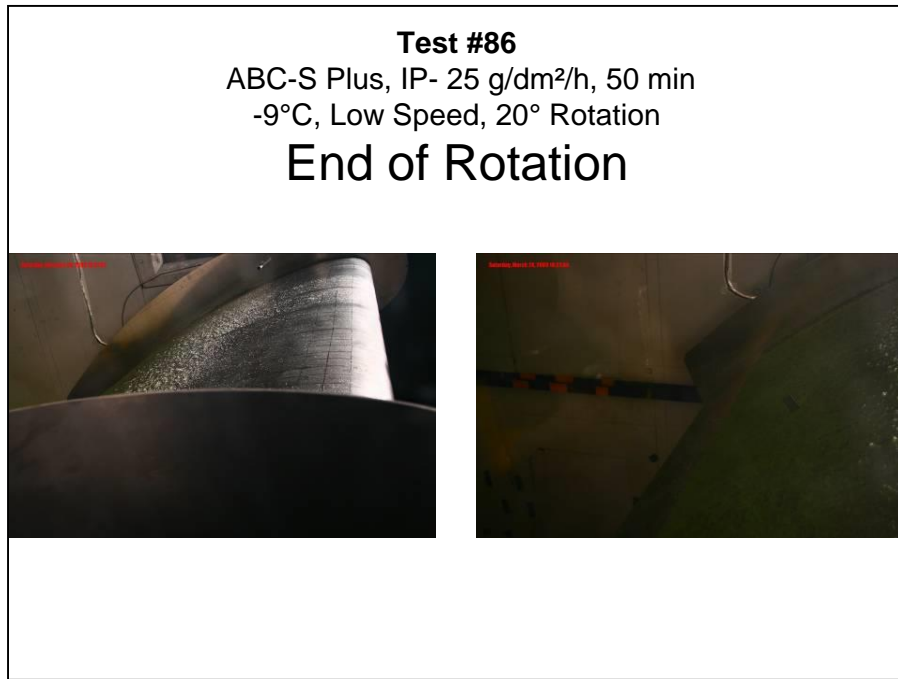 Test #86
ABC-S Plus, IP- 25 g/dm²/h, 50 min
-9°C, Low Speed, 20° Rotation
End of Rotation